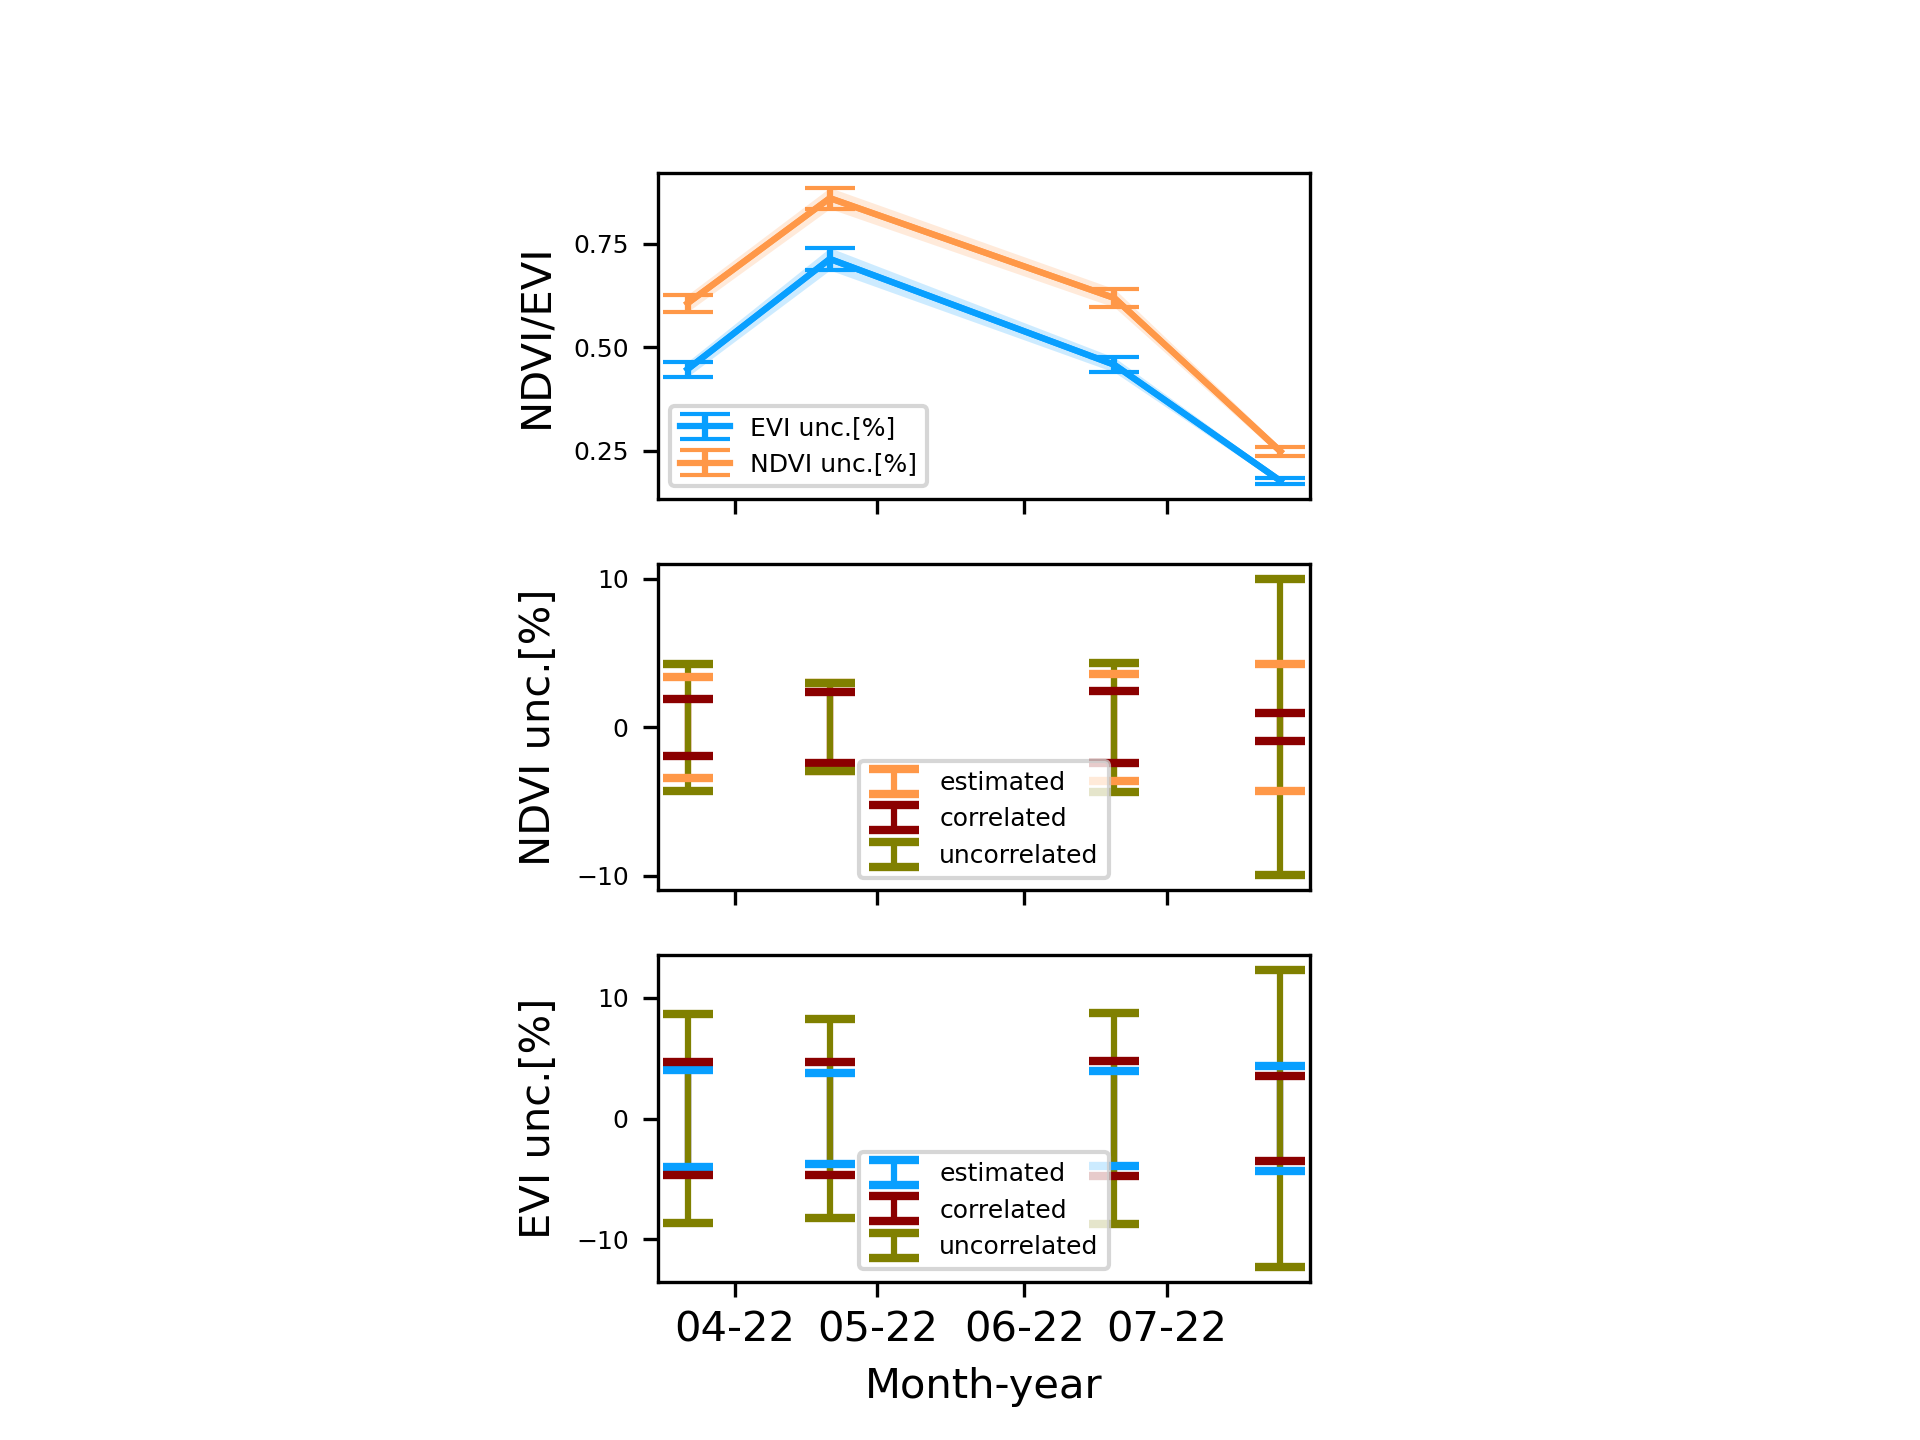 NDVI/EVI
0.75
0.50
0.25
EVI unc.[%]
NDVI unc.[%]
NDVI unc.[%]
10
0
−10
estimated
correlated
uncorrelated
EVI unc.[%]
10
0
−10
estimated
correlated
uncorrelated
04-22 05-22 06-22 07-22
Month-year